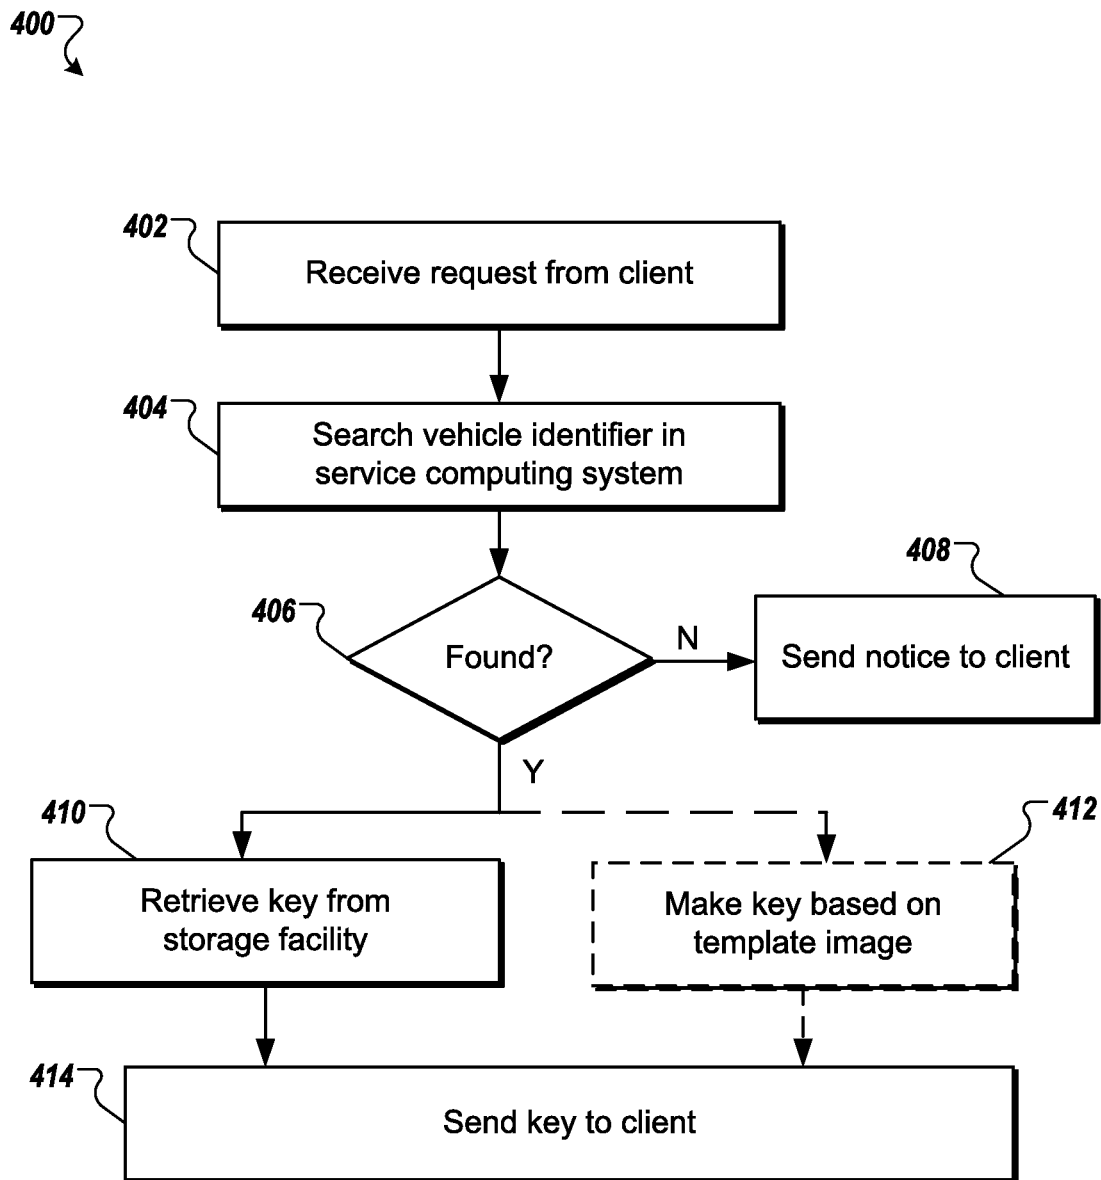 400
402
Receive request from client
404
Search vehicle identifier in
service computing system
406
Found?
N
408
Send notice to client
Y
410
Retrieve key from
storage facility
412
Make key based on
template image
414
Send key to client